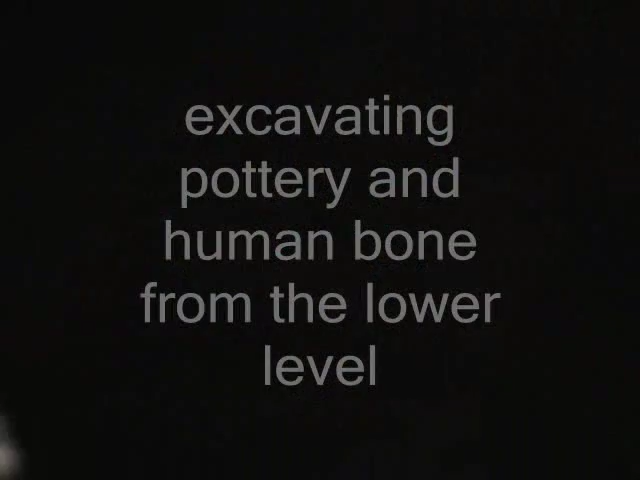 excavating
pottery and
human bone
from the lower
level